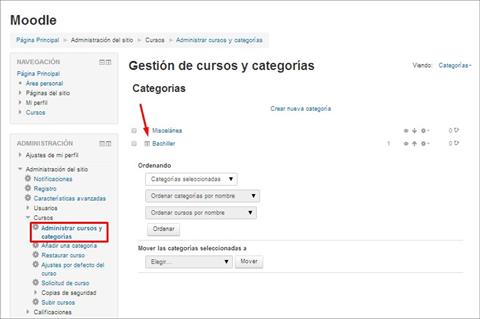 Moodle
Página Principal ▶ Administración del sitio ▶ Cursos ▶ Administrar cursos y categorías
NAVEGACIÓN
Página Principal
Área personal
Páginas del sitio
Mi perfil
Cursos
ADMINISTRACIÓN
Ajustes de mi perfil
Administración del sitio
Notificaciones
Registro
Características avanzadas
Usuarios
Cursos
Administrar cursos y
categorías
Añadir una categoría
Restaurar curso
Ajustes por defecto del
curso
Solicitud de curso
Copias de seguridad
Subir cursos
Calificaciones
Gestión de cursos y categorías
Viendo: Categorías
Categorías
Crear nueva categoría
Miscelánea 0
Bachiller 1 0
Ordenando
Categorías seleccionadas
Ordenar categorías por nombre
Ordenar cursos por nombre
Ordenar
Mover las categorías seleccionadas a
Elegir... Mover